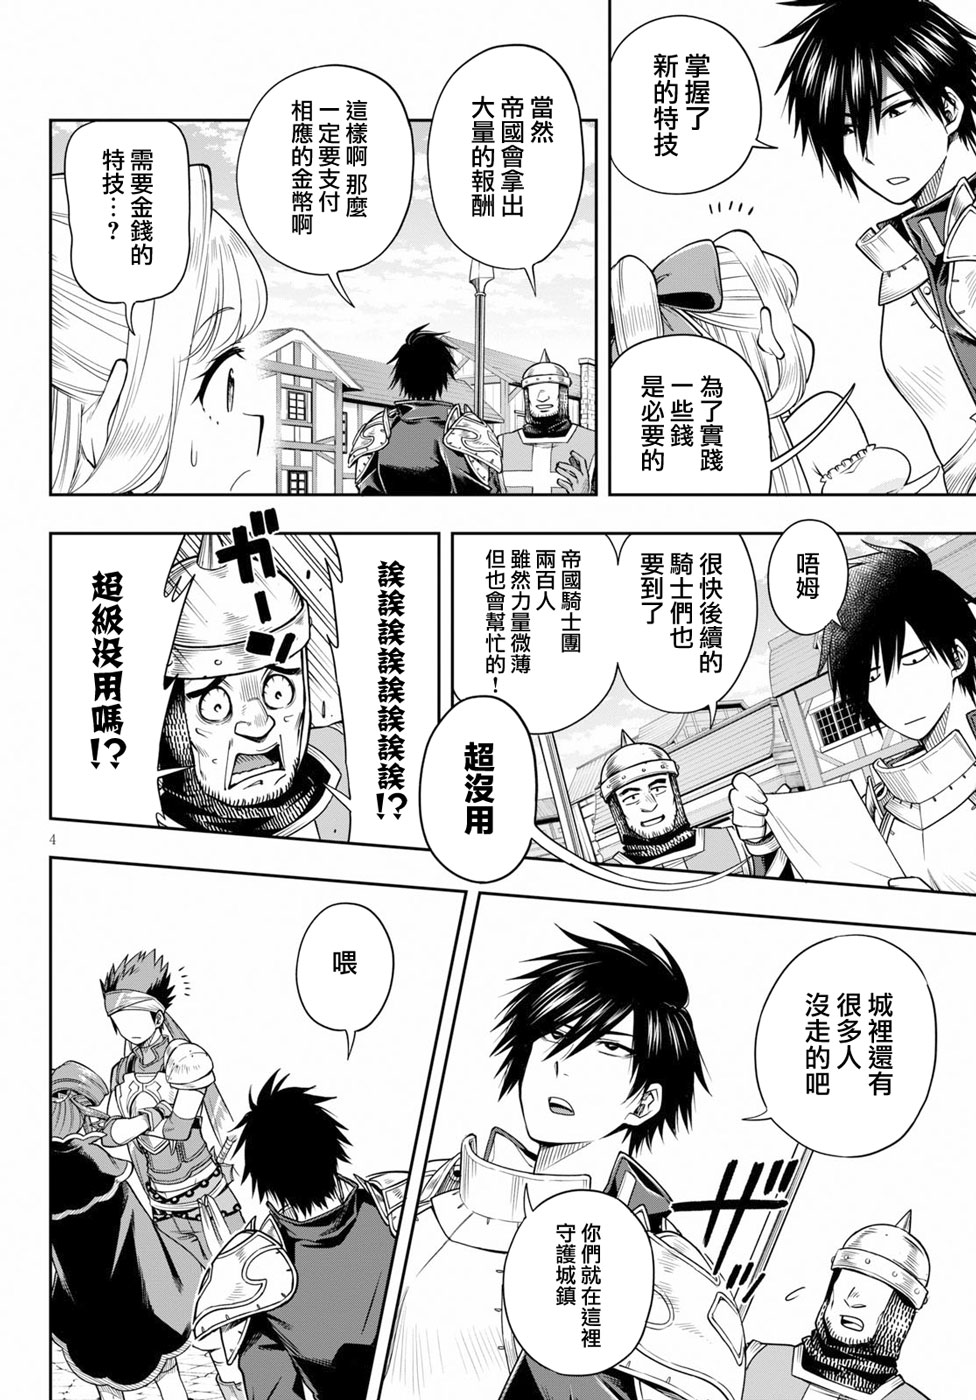 掌握了
新的特技
為了實踐
一些錢
是必要的
當然
帝國會拿出
大量的報酬
這樣啊 那麼
一定要支付
相應的金幣啊
需要金錢的
特技…?
唔姆
很快後續的
騎士們也
要到了
帝國騎士團
兩百人
雖然力量微薄
但也會幫忙的!
超沒用
誒誒誒誒誒誒誒誒!?
ガーン
超級没用嗎!?
4
城裡還有
很多人
沒走的吧
你們就在這裡
守護城鎮
喂